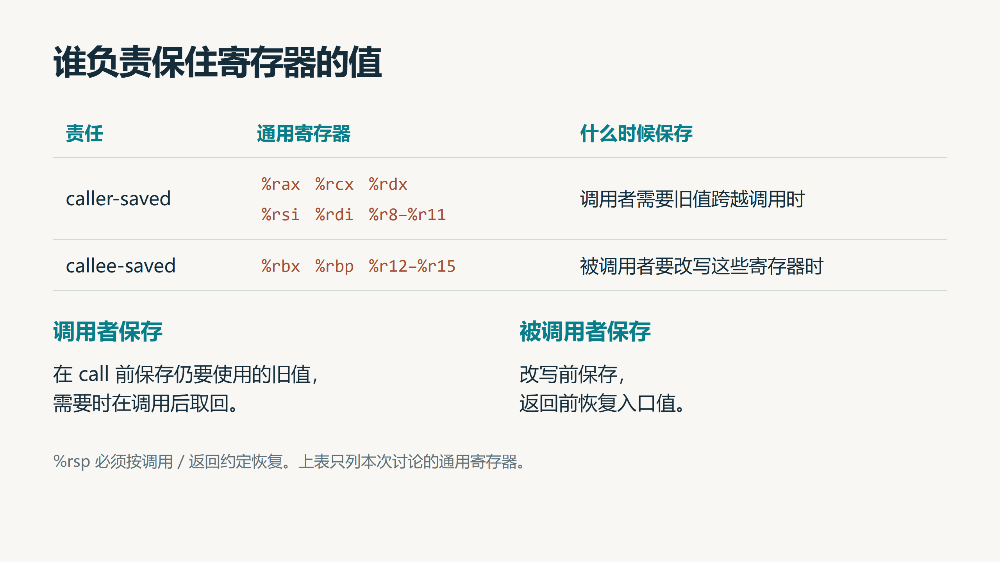 谁负责保住寄存器的值
责任 通用寄存器 什么时候保存
caller-saved %rax %rcx %rdx 调用者需要旧值跨越调用时
%rsi %rdi %r8–%r11
callee-saved %rbx %rbp %r12–%r15 被调用者要改写这些寄存器时
调用者保存
在 call 前保存仍要使用的旧值，
需要时在调用后取回。
被调用者保存
改写前保存，
返回前恢复入口值。
%rsp 必须按调用 / 返回约定恢复。上表只列本次讨论的通用寄存器。